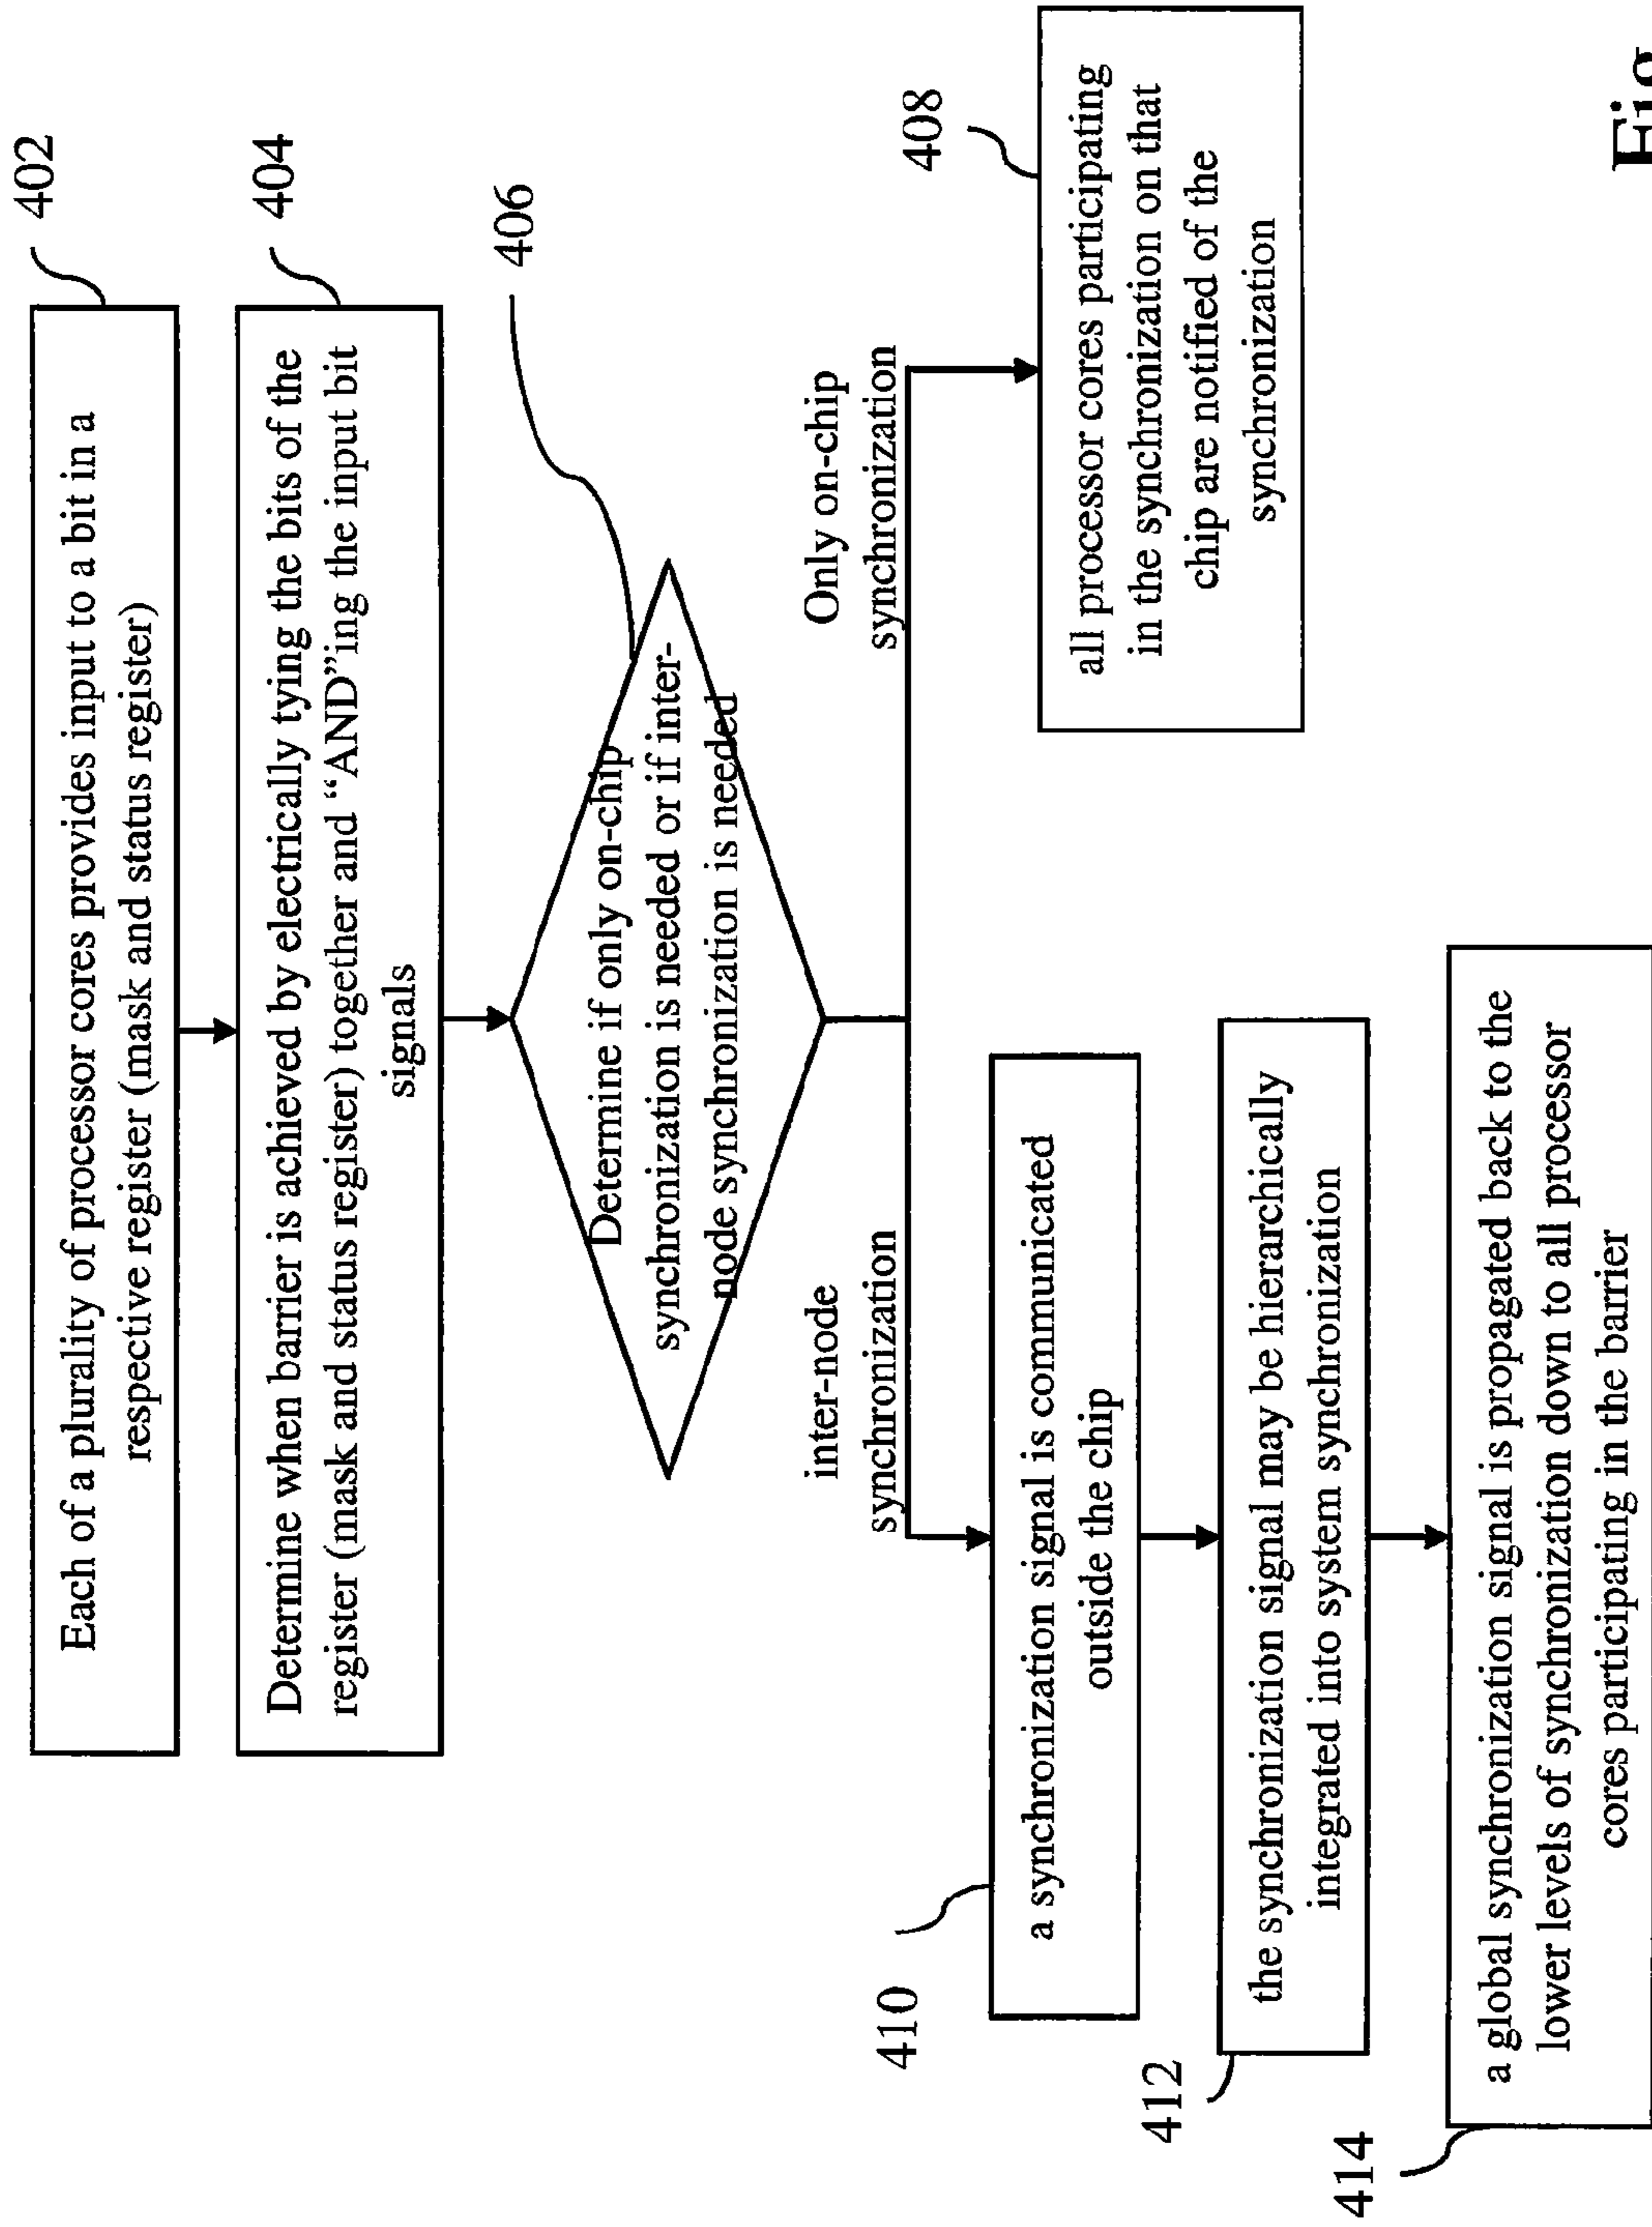 402
Each of a plurality of processor cores provides input to a bit in a
respective register (mask and status register)
404
Determine when barrier is achieved by electrically tying the bits of the
register (mask and status register) together and “AND”ing the input bit
signals
406
Determine if only on-chip
synchronization is needed or if inter-
node synchronization is needed
inter-node
synchronization
Only on-chip
synchronization
408
all processor cores participating
in the synchronization on that
chip are notified of the
synchronization
410
a synchronization signal is communicated
outside the chip
412
the synchronization signal may be hierarchically
integrated into system synchronization
414
a global synchronization signal is propagated back to the
lower levels of synchronization down to all processor
cores participating in the barrier
Fig